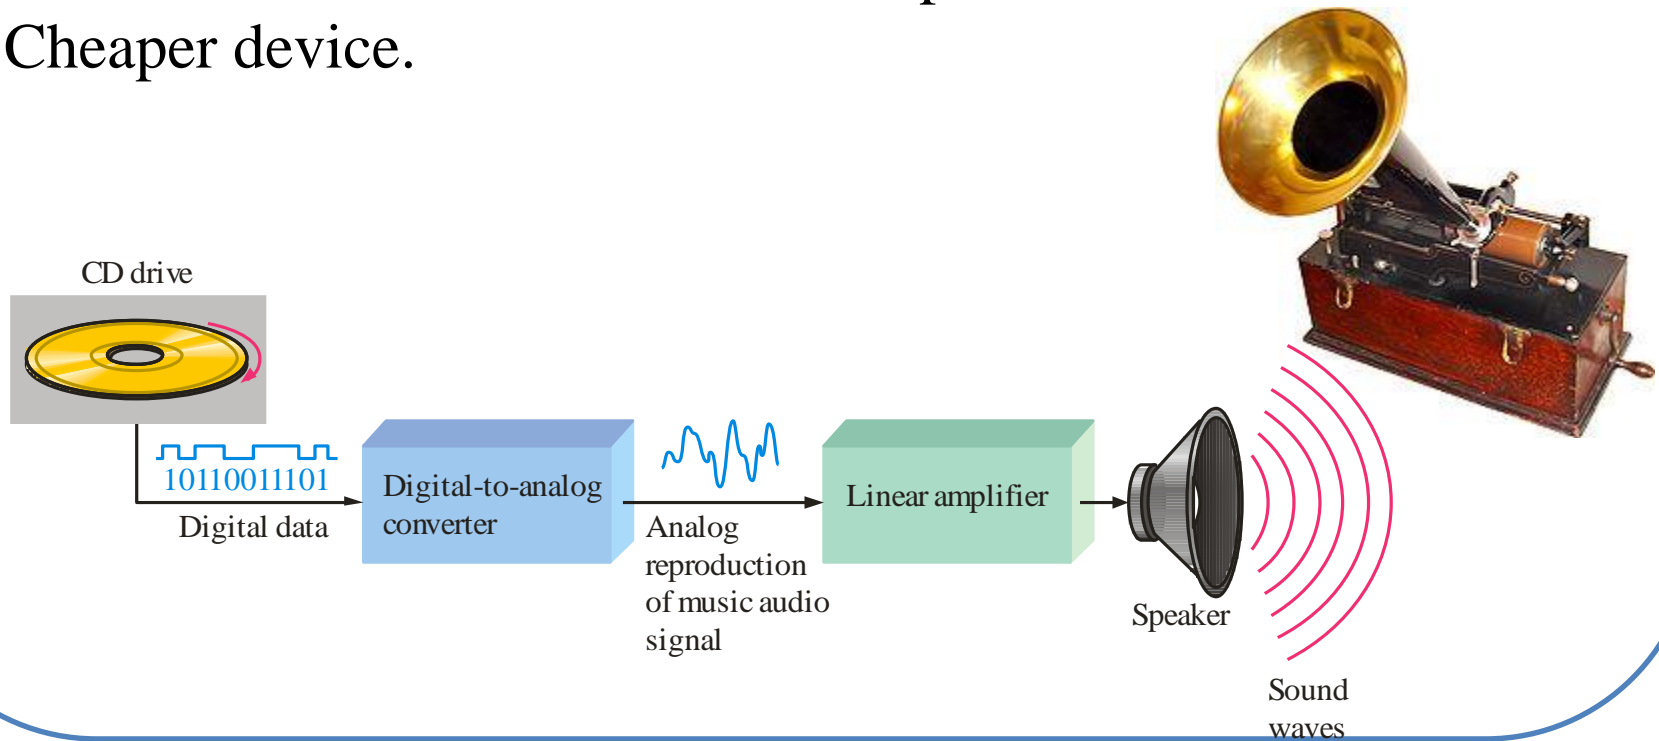 Cheaper device.
CD drive
10110011101
Digital data
Digital-to-analog
converter
Analog
reproduction
of music audio
signal
Linear amplifier
Speaker
Sound
waves